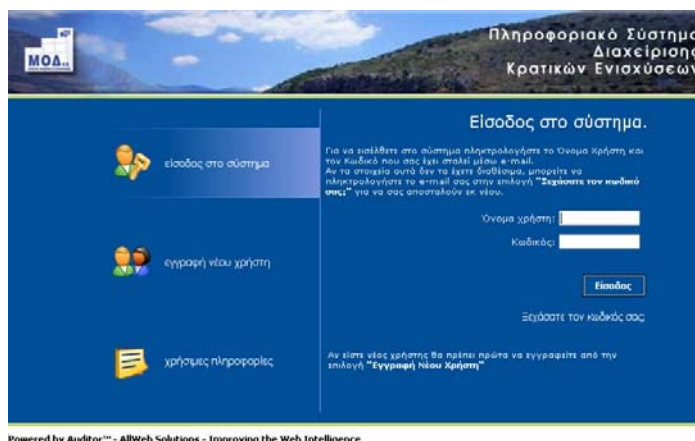 ΜΟΔ..
Πληροφοριακό Σύστημα
Διαχείρισης
Κρατικών Ενισχύσεων
Είσοδος στο σύστημα.
είσοδος στο σύστημα
Για να εισέλθετε στο σύστημα πληκτρολογήστε το Όνομα Χρήστη και
τον Κωδικό που σας έχει σταλεί μέσω e-mail.
Αν τα στοιχεία αυτά δεν τα έχετε διαθέσιμα, μπορείτε να
πληκτρολογήστε το e-mail σας στην επιλογή "Ξεχάσατε τον κωδικό
σας;" για να σας αποσταλούν εκ νέου.
Όνομα χρήστη:
Κωδικός:
εγγραφή νέου χρήστη
Είσοδος
Ξεχάσατε τον κωδικός σας;
χρήσιμες πληροφορίες
Αν είστε νέος χρήστης θα πρέπει πρώτα να εγγραφείτε από την
επιλογή "Εγγραφή Νέου Χρήστη"
Powered by Auditor™ - AllWeb Solutions - Improving the Web Intelligence